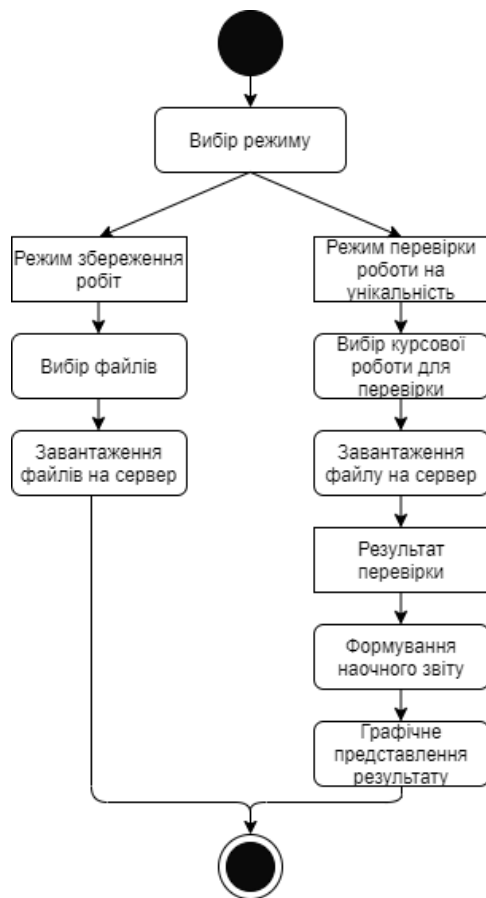 Вибір режиму
Режим збереження
робіт
Режим перевірки
роботи на
унікальність
Вибір файлів
Вибір курсової
роботи для
перевірки
Завантаження
файлів на сервер
Завантаження
файлу на сервер
Результат
перевірки
Формування
наочного звіту
Графічне
представлення
результату